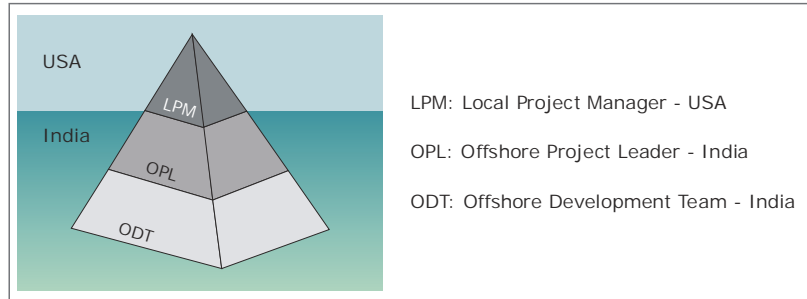 USA
LPM
India
OPL
ODT
LPM: Local Project Manager - USA
OPL: Offshore Project Leader - India
ODT: Offshore Development Team - India